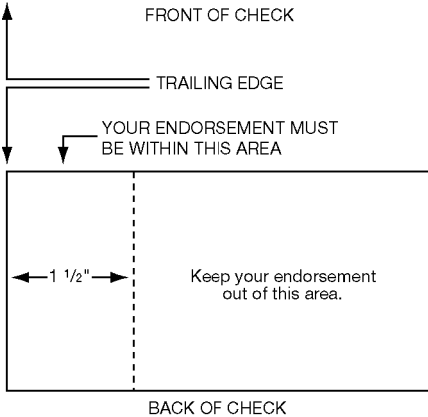 FRONT OF CHECK
TRAILING EDGE
YOUR ENDORSEMENT MUST
BE WITHIN THIS AREA
1 1/2"
Keep your endorsement
out of this area.
BACK OF CHECK